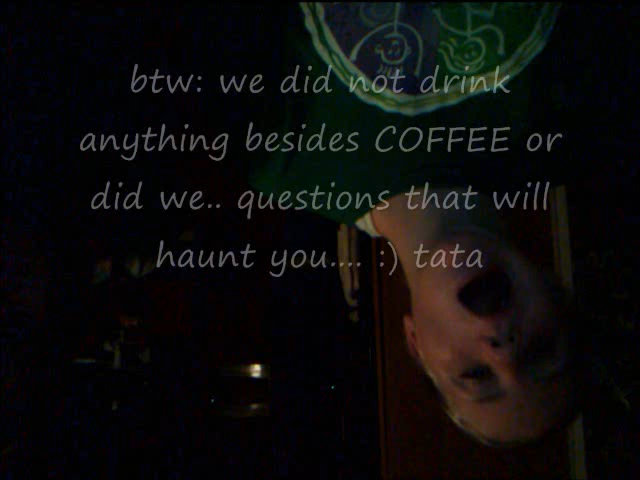 btw: we did not drink
anything besides COFFEE or
did we.. questions that will
haunt you.... :) tata